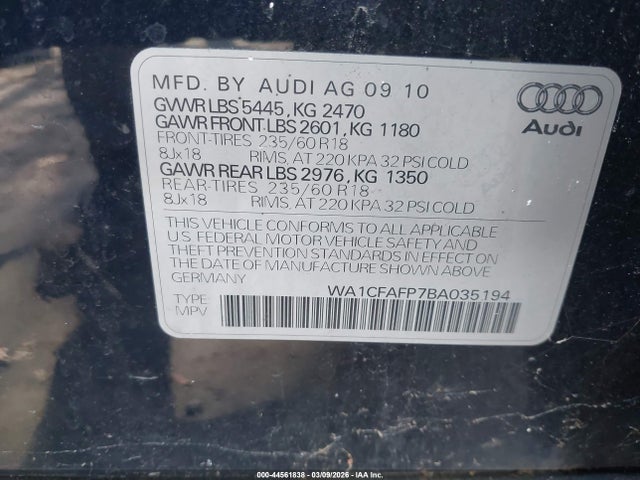 MFD. BY AUDI AG 09 10
GVWR LBS 5445, KG 2470
GAWR FRONT LBS 2601, KG 1180
FRONT-TIRES 235/60 R18
8Jx18 RIMS, AT 220 KPA 32 PSI COLD
GAWR REAR LBS 2976, KG 1350
REAR-TIRES 235/60 R18
8Jx18 RIMS, AT 220 KPA 32 PSI COLD
THIS VEHICLE CONFORMS TO ALL APPLICABLE
U.S. FEDERAL MOTOR VEHICLE SAFETY AND
THEFT PREVENTION STANDARDS IN EFFECT ON
THE DATE OF MANUFACTURE SHOWN ABOVE
GERMANY WA1CFAFP7BA035194
TYPE
MPV
Audi
000-44561838 - 03/09/2026 - IAA Inc.